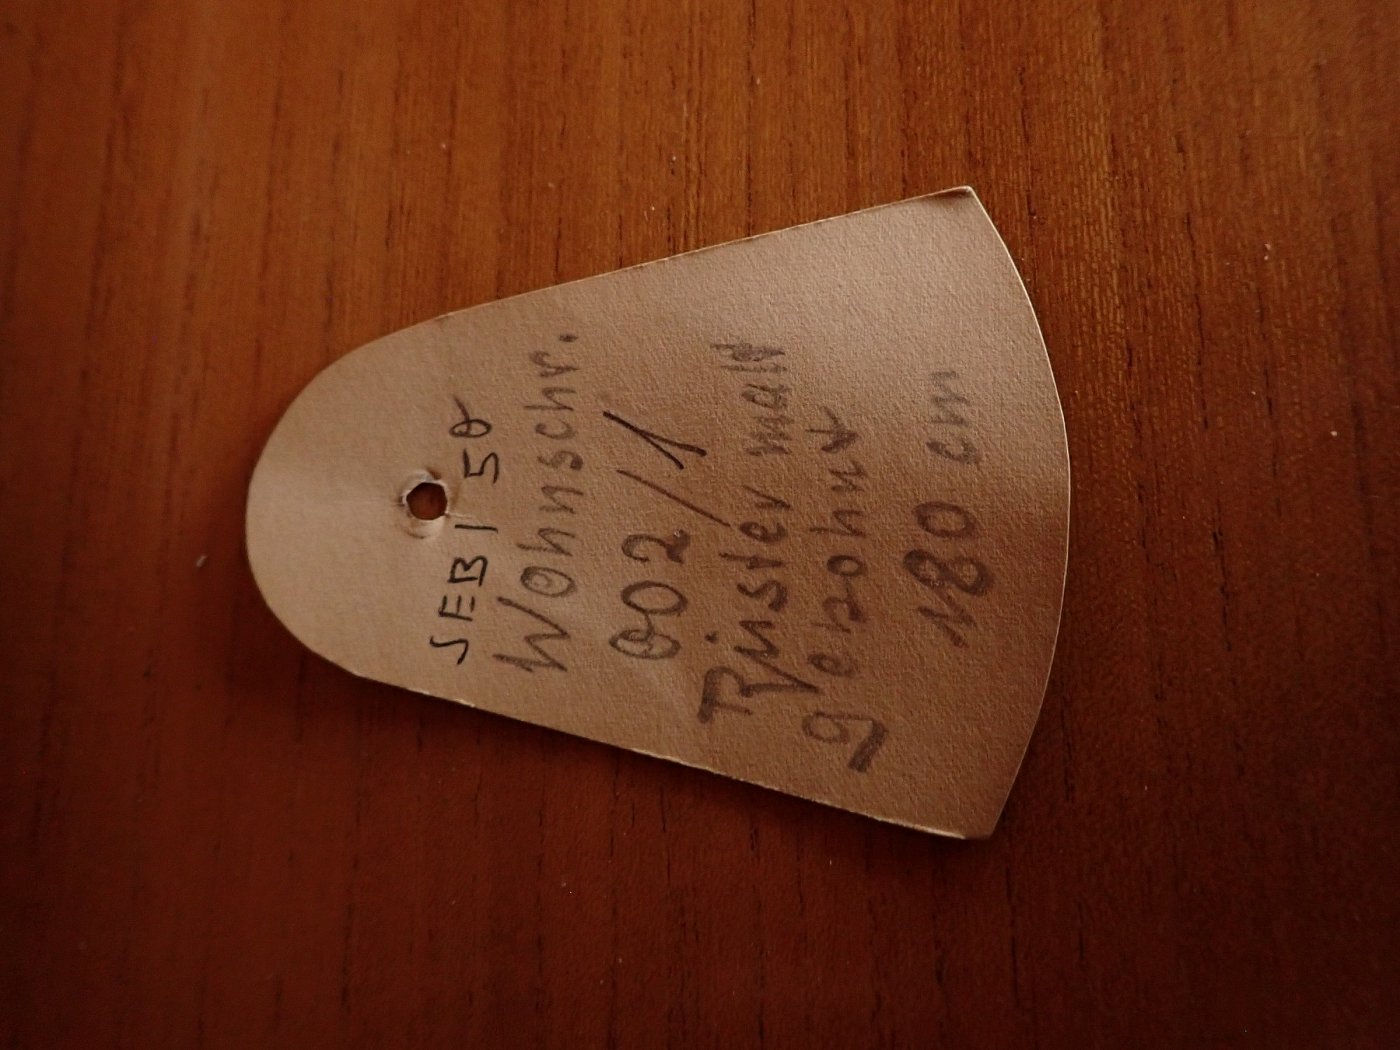 SEBI 50
Wohnschr.
002/1
Rüster matt
gebohnt
180 cm